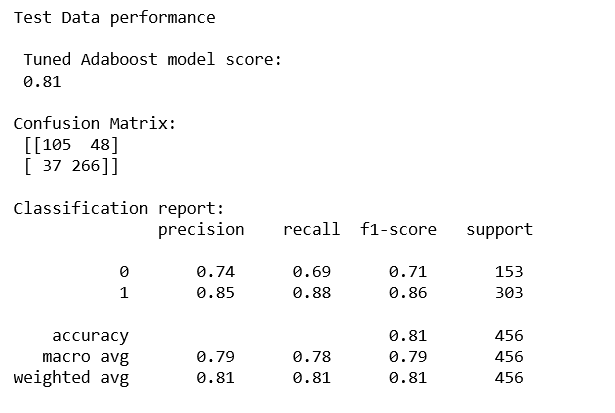 Test Data performance
Tuned Adaboost model score:
0.81
Confusion Matrix:
[[105  48]
[ 37 266]]
Classification report:
precision    recall  f1-score   support
0       0.74      0.69      0.71       153
1       0.85      0.88      0.86       303
accuracy                           0.81       456
macro avg       0.79      0.78      0.79       456
weighted avg       0.81      0.81      0.81       456